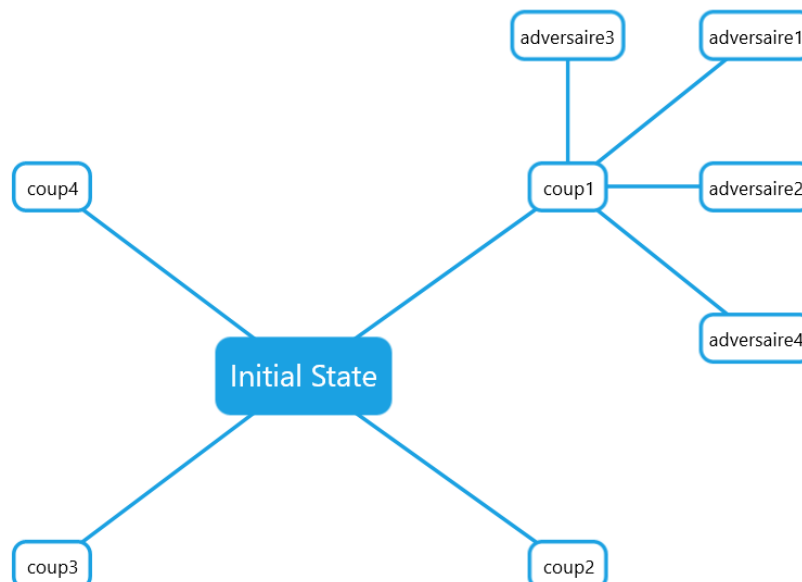 adversaire3
adversaire1
coup4
coup1
adversaire2
adversaire4
Initial State
coup3
coup2